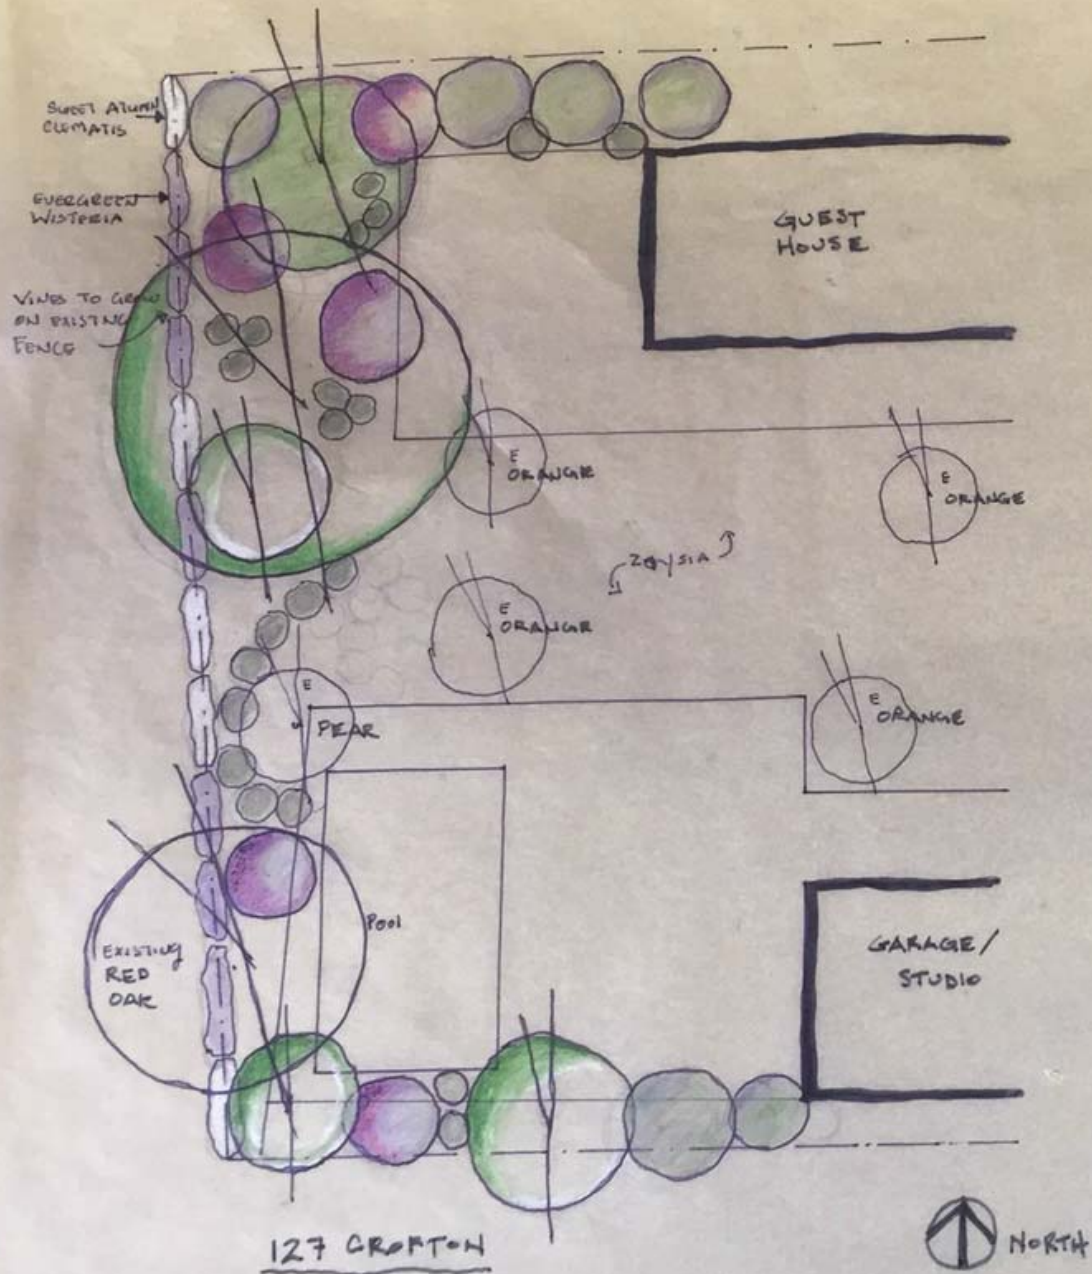 SWEET ATUMN
CLEMATIS
EVERGREEN
WISTERIA
VINES TO GROW
ON EXISTING
FENCE
GUEST
HOUSE
E
ORANGE
E
ORANGE
ZOYSIA
E
ORANGE
E
PEAR
E
ORANGE
POOl
EXISTING
RED
OAK
GARAGE/
STUDIO
127 CROFTON
NORTH